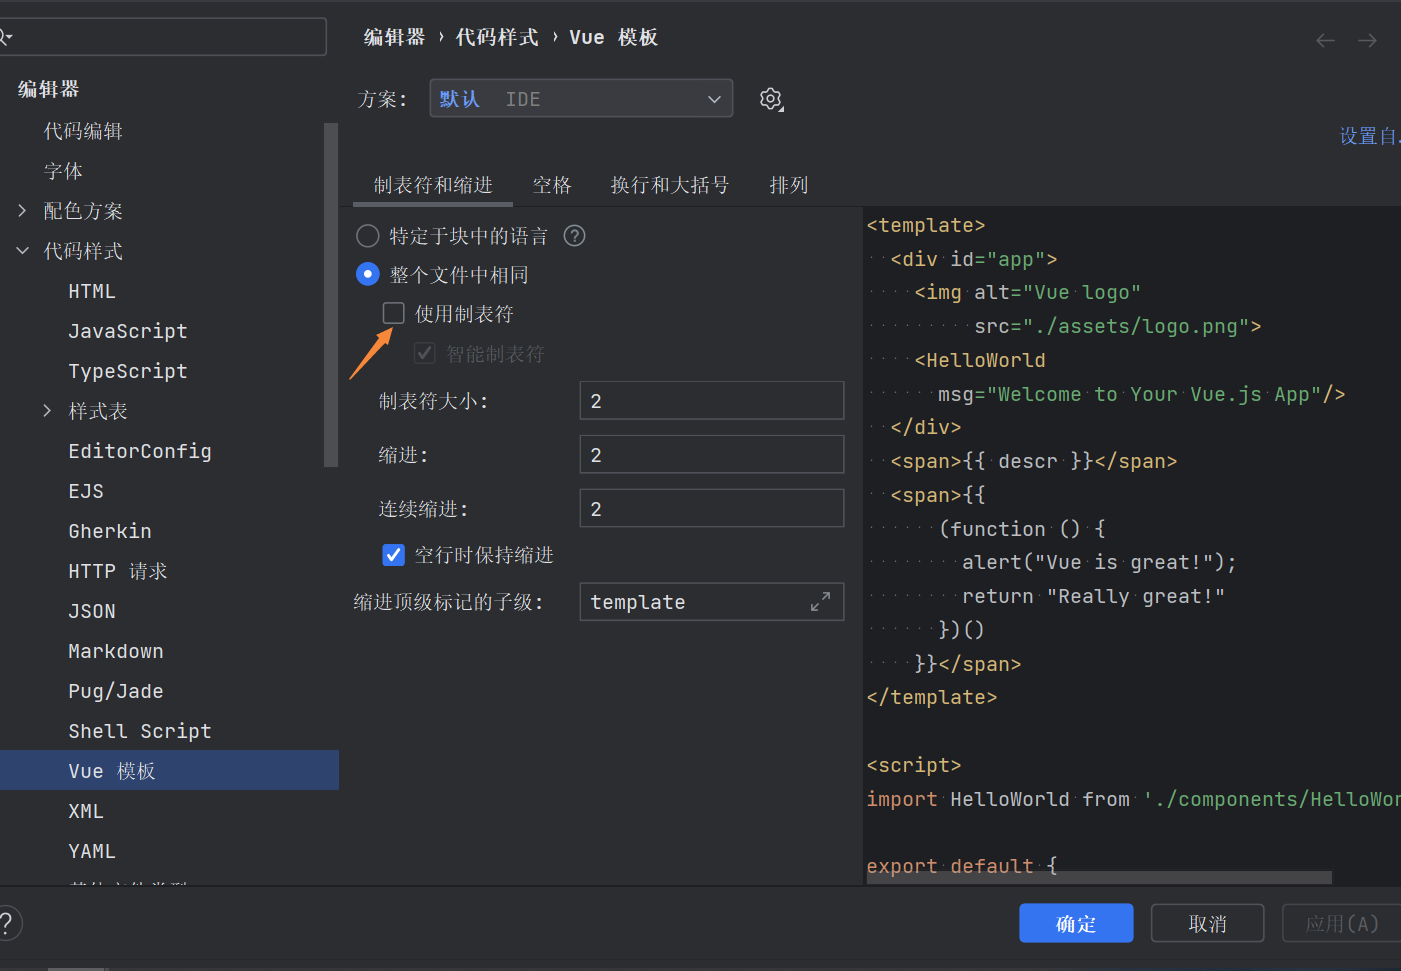 编辑器 › 代码样式 › Vue 模板
编辑器
代码编辑
字体
配色方案
代码样式
HTML
JavaScript
TypeScript
样式表
EditorConfig
EJS
Gherkin
HTTP 请求
JSON
Markdown
Pug/Jade
Shell Script
Vue 模板
XML
YAML
方案: 默认 IDE
设置自
制表符和缩进 空格 换行和大括号 排列
特定于块中的语言 ?
整个文件中相同
使用制表符
智能制表符
制表符大小: 2
缩进: 2
连续缩进: 2
空行时保持缩进
缩进顶级标记的子级: template
<template>
<div id="app">
<img alt="Vue logo"
src="./assets/logo.png">
<HelloWorld
msg="Welcome to Your Vue.js App"/>
</div>
<span>{{ descr }}</span>
<span>{{
(function () {
alert("Vue is great!");
return "Really great!"
})()
}}</span>
</template>
<script>
import HelloWorld from './components/HelloWor
export default {
?
确定 取消 应用(A)